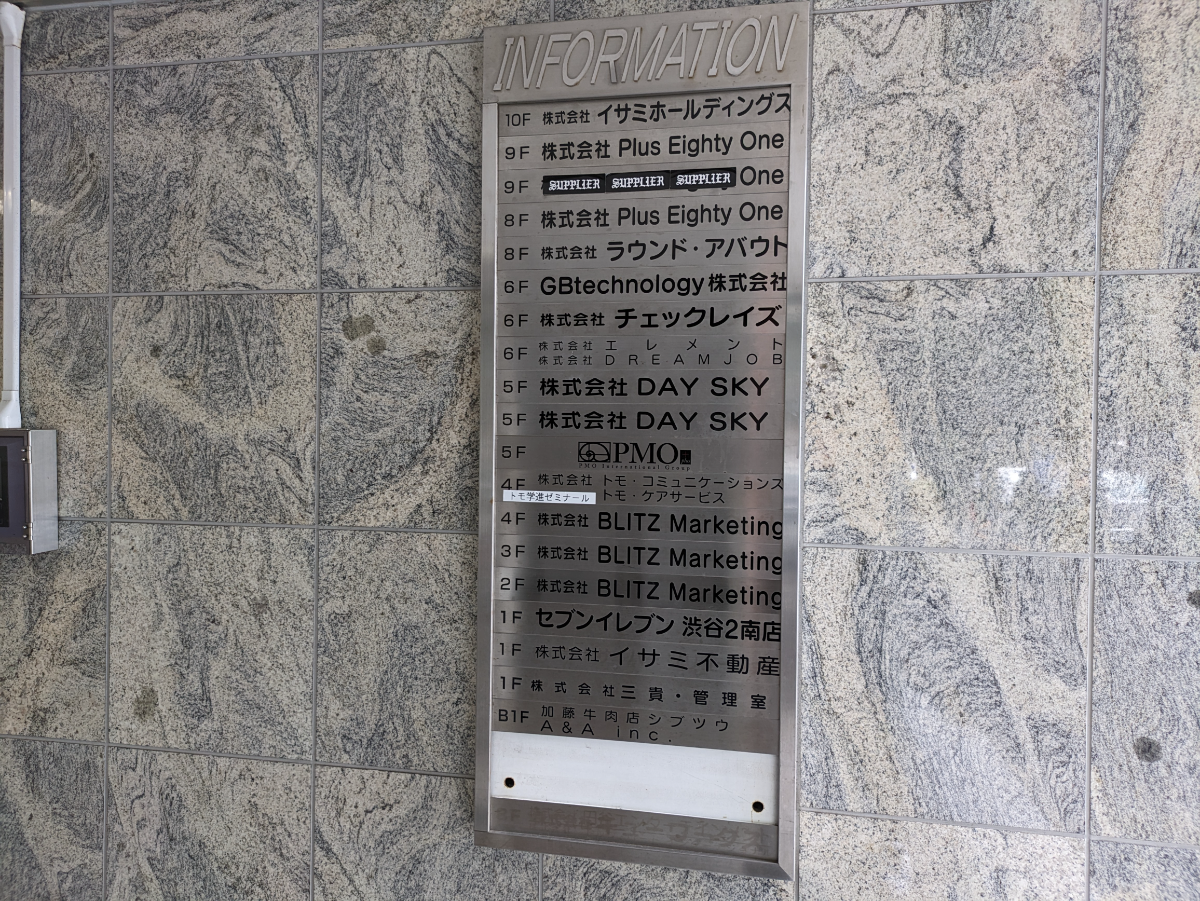 INFORMATION
10F 株式会社 イサミホールディングス
9F 株式会社 Plus Eighty One
9F SUPPLIER SUPPLIER SUPPLIER One
8F 株式会社 Plus Eighty One
8F 株式会社 ラウンド・アバウト
6F GBtechnology 株式会社
6F 株式会社 チェックレイズ
6F 株式会社 エレメント
株式会社 DREAMJOB
5F 株式会社 DAY SKY
5F 株式会社 DAY SKY
5F PMO
PMO International Group
4F 株式会社 トモ・コミュニケーションズ
トモ学進ゼミナール トモ・ケアサービス
4F 株式会社 BLITZ Marketing
3F 株式会社 BLITZ Marketing
2F 株式会社 BLITZ Marketing
1F セブンイレブン 渋谷2南店
1F 株式会社 イサミ不動産
1F 株式会社 三貴・管理室
B1F 加藤牛肉店シブツウ
A&A inc.